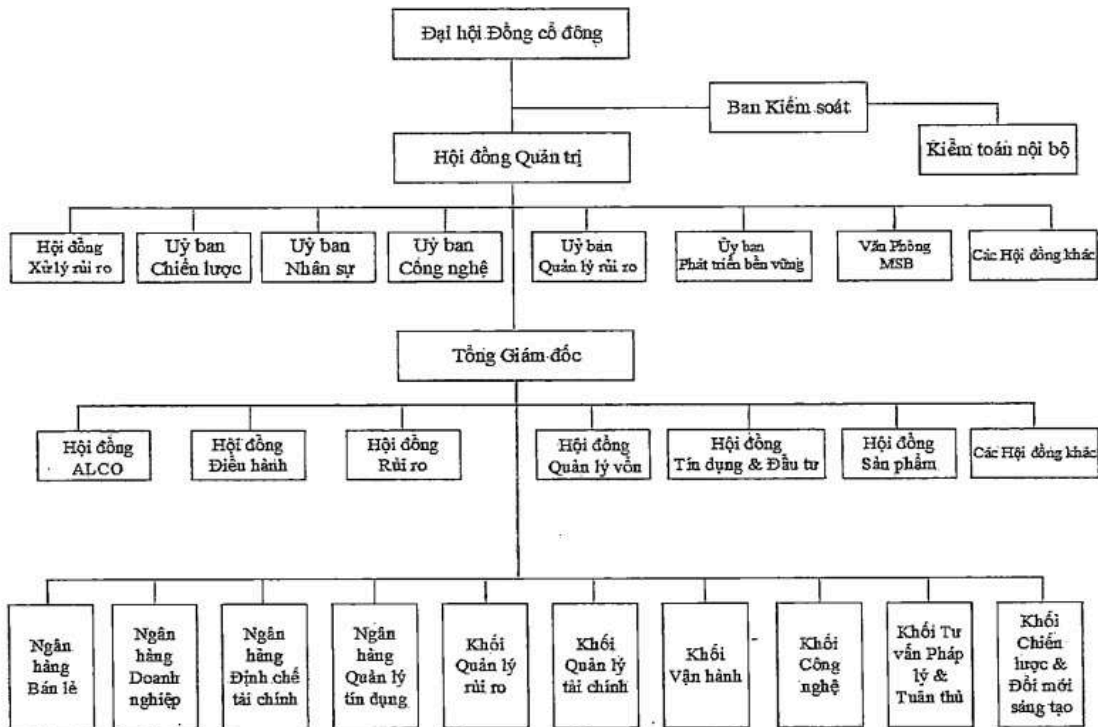 Đại hội Đồng cổ đông
Ban Kiểm soát
Kiểm toán nội bộ
Hội đồng Quản trị
Hội đồng
Xử lý rủi ro
Uỷ ban
Chiến lược
Uỷ ban
Nhân sự
Uỷ ban
Công nghệ
Uỷ ban
Quản lý rủi ro
Ủy ban
Phát triển bền vững
Văn Phòng
MSB
Các Hội đồng khác
Tổng Giám đốc
Hội đồng
ALCO
Hội đồng
Điều hành
Hội đồng
Rủi ro
Hội đồng
Quản lý vốn
Hội đồng
Tín dụng & Đầu tư
Hội đồng
Sản phẩm
Các Hội đồng khác
Ngân
hàng
Bán lẻ
Ngân
hàng
Doanh
nghiệp
Ngân
hàng
Định chế
tài chính
Ngân
hàng
Quản lý
tín dụng
Khối
Quản lý
rủi ro
Khối
Quản lý
tài chính
Khối
Vận hành
Khối
Công
nghệ
Khối Tư
vấn Pháp
lý &
Tuân thủ
Khối
Chiến
lược &
Đổi mới
sáng tạo